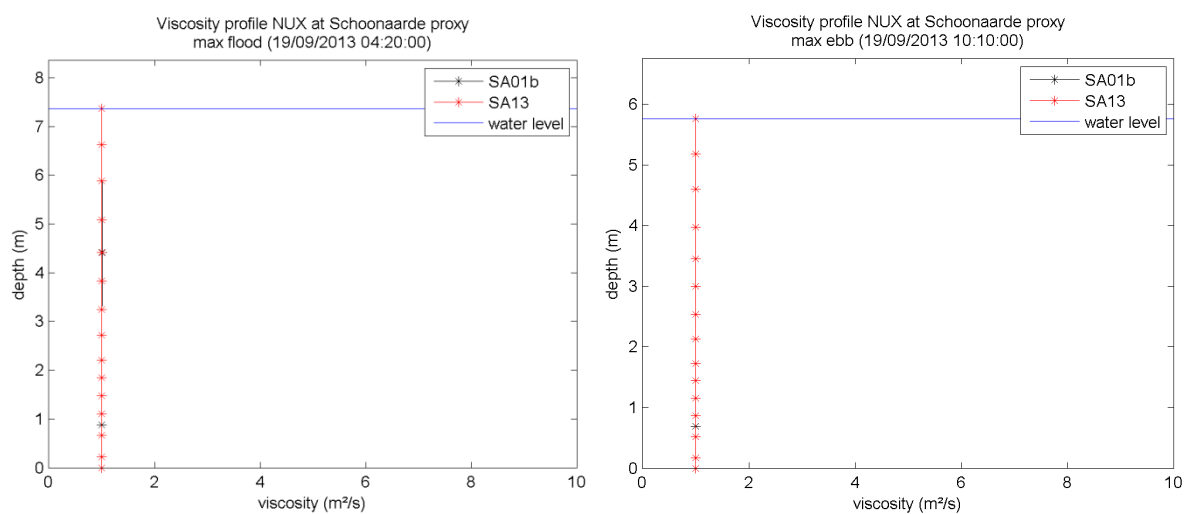 Viscosity profile NUX at Schoonaarde proxy
max flood (19/09/2013 04:20:00)
SA01b
SA13
water level
8
7
6
5
4
3
2
1
0
depth (m)
0 2 4 6 8 10
viscosity (m²/s)
Viscosity profile NUX at Schoonaarde proxy
max ebb (19/09/2013 10:10:00)
SA01b
SA13
water level
6
5
4
3
2
1
0
depth (m)
0 2 4 6 8 10
viscosity (m²/s)